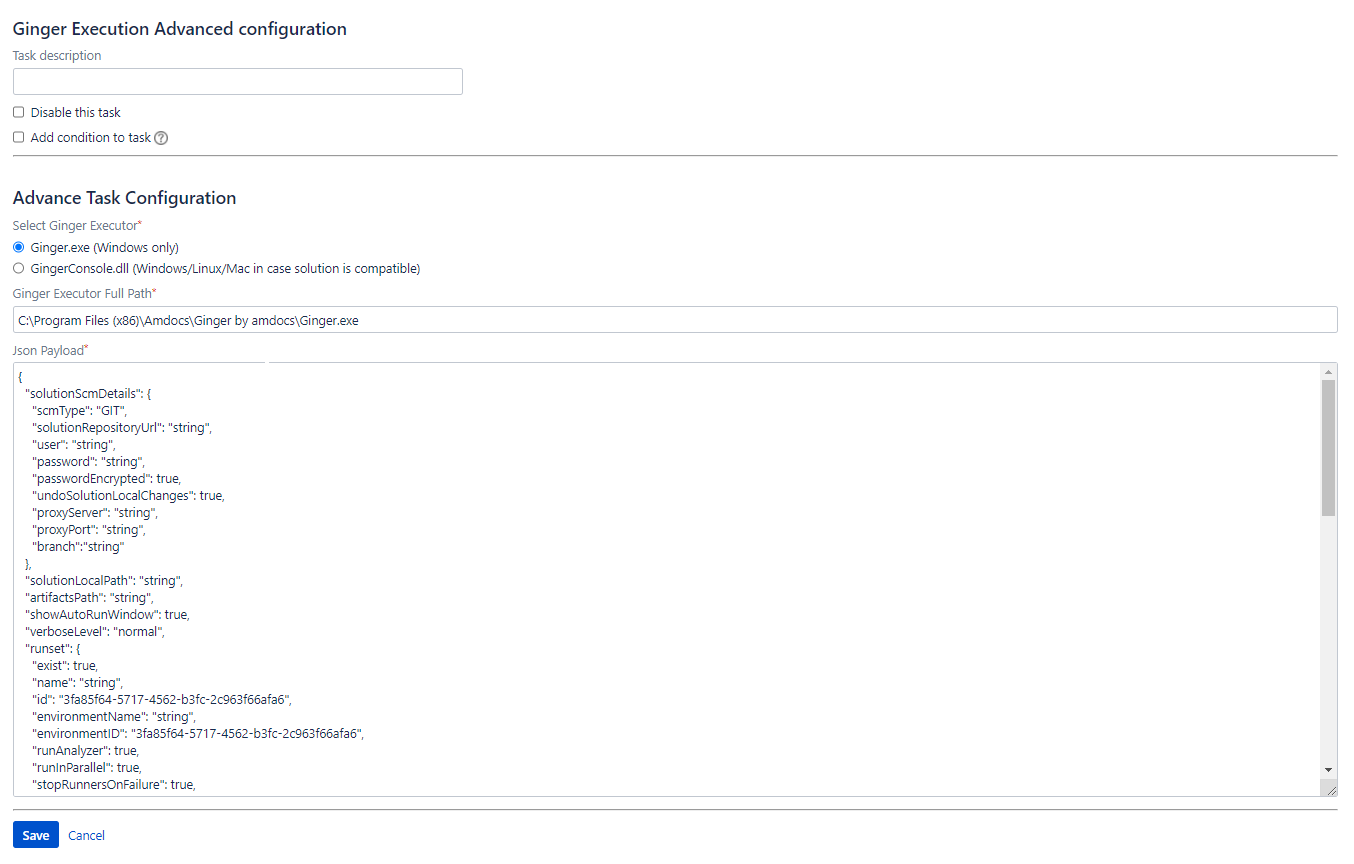 Ginger Execution Advanced configuration
Task description
Disable this task
Add condition to task ?
Advance Task Configuration
Select Ginger Executor*
Ginger.exe (Windows only)
GingerConsole.dll (Windows/Linux/Mac in case solution is compatible)
Ginger Executor Full Path*
C:\Program Files (x86)\Amdocs\Ginger by amdocs\Ginger.exe
Json Payload*
{
"solutionScmDetails": {
"scmType": "GIT",
"solutionRepositoryUrl": "string",
"user": "string",
"password": "string",
"passwordEncrypted": true,
"undoSolutionLocalChanges": true,
"proxyServer": "string",
"proxyPort": "string",
"branch":"string"
},
"solutionLocalPath": "string",
"artifactsPath": "string",
"showAutoRunWindow": true,
"verboseLevel": "normal",
"runset": {
"exist": true,
"name": "string",
"id": "3fa85f64-5717-4562-b3fc-2c963f66afa6",
"environmentName": "string",
"environmentID": "3fa85f64-5717-4562-b3fc-2c963f66afa6",
"runAnalyzer": true,
"runInParallel": true,
"stopRunnersOnFailure": true,
Save Cancel